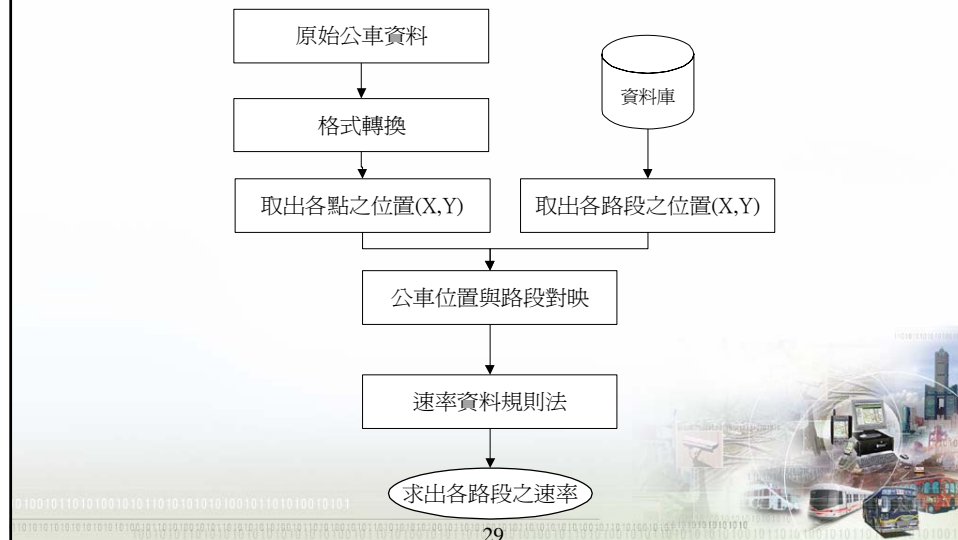 原始公車資料
資料庫
格式轉換
取出各點之位置(X,Y)
取出各路段之位置(X,Y)
公車位置與路段對映
速率資料規則法
求出各路段之速率
29